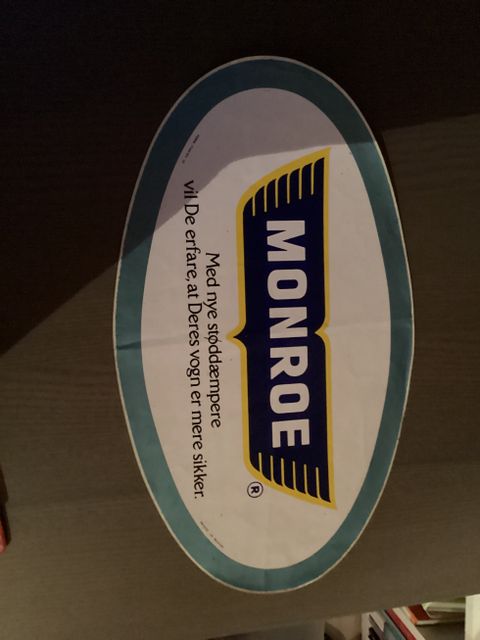 MONROE
®
Med nye støddæmpere
vil De erfare, at Deres vogn er mere sikker.